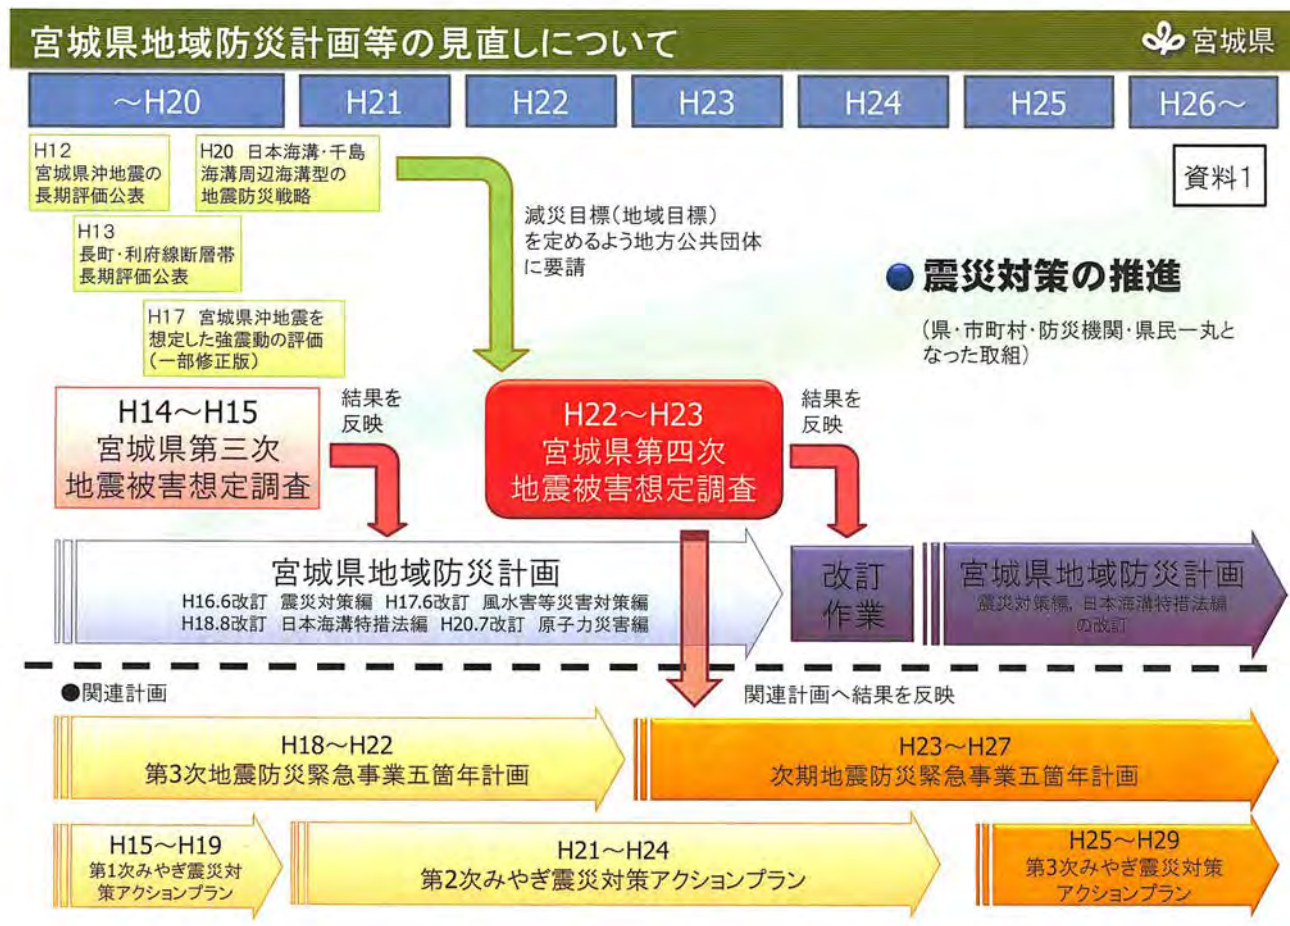 宮城県地域防災計画等の見直しについて
宮城県
～H20
H21
H22
H23
H24
H25
H26～
H12
宮城県沖地震の
長期評価公表
H20 日本海溝・千島
海溝周辺海溝型の
地震防災戦略
H13
長町・利府線断層帯
長期評価公表
H17 宮城県沖地震を
想定した強震動の評価
(一部修正版)
減災目標(地域目標)
を定めるよう地方公共団体
に要請
資料1
●震災対策の推進
(県・市町村・防災機関・県民一丸と
なった取組)
H14～H15
宮城県第三次
地震被害想定調査
結果を
反映
H22～H23
宮城県第四次
地震被害想定調査
結果を
反映
宮城県地域防災計画
H16.6改訂 震災対策編 H17.6改訂 風水害等災害対策編
H18.8改訂 日本海溝特措法編 H20.7改訂 原子力災害編
改訂
作業
宮城県地域防災計画
震災対策編, 日本海溝特措法編
の改訂
●関連計画
関連計画へ結果を反映
H18～H22
第3次地震防災緊急事業五箇年計画
H23～H27
次期地震防災緊急事業五箇年計画
H15～H19
第1次みやぎ震災対
策アクションプラン
H21～H24
第2次みやぎ震災対策アクションプラン
H25～H29
第3次みやぎ震災対策
アクションプラン